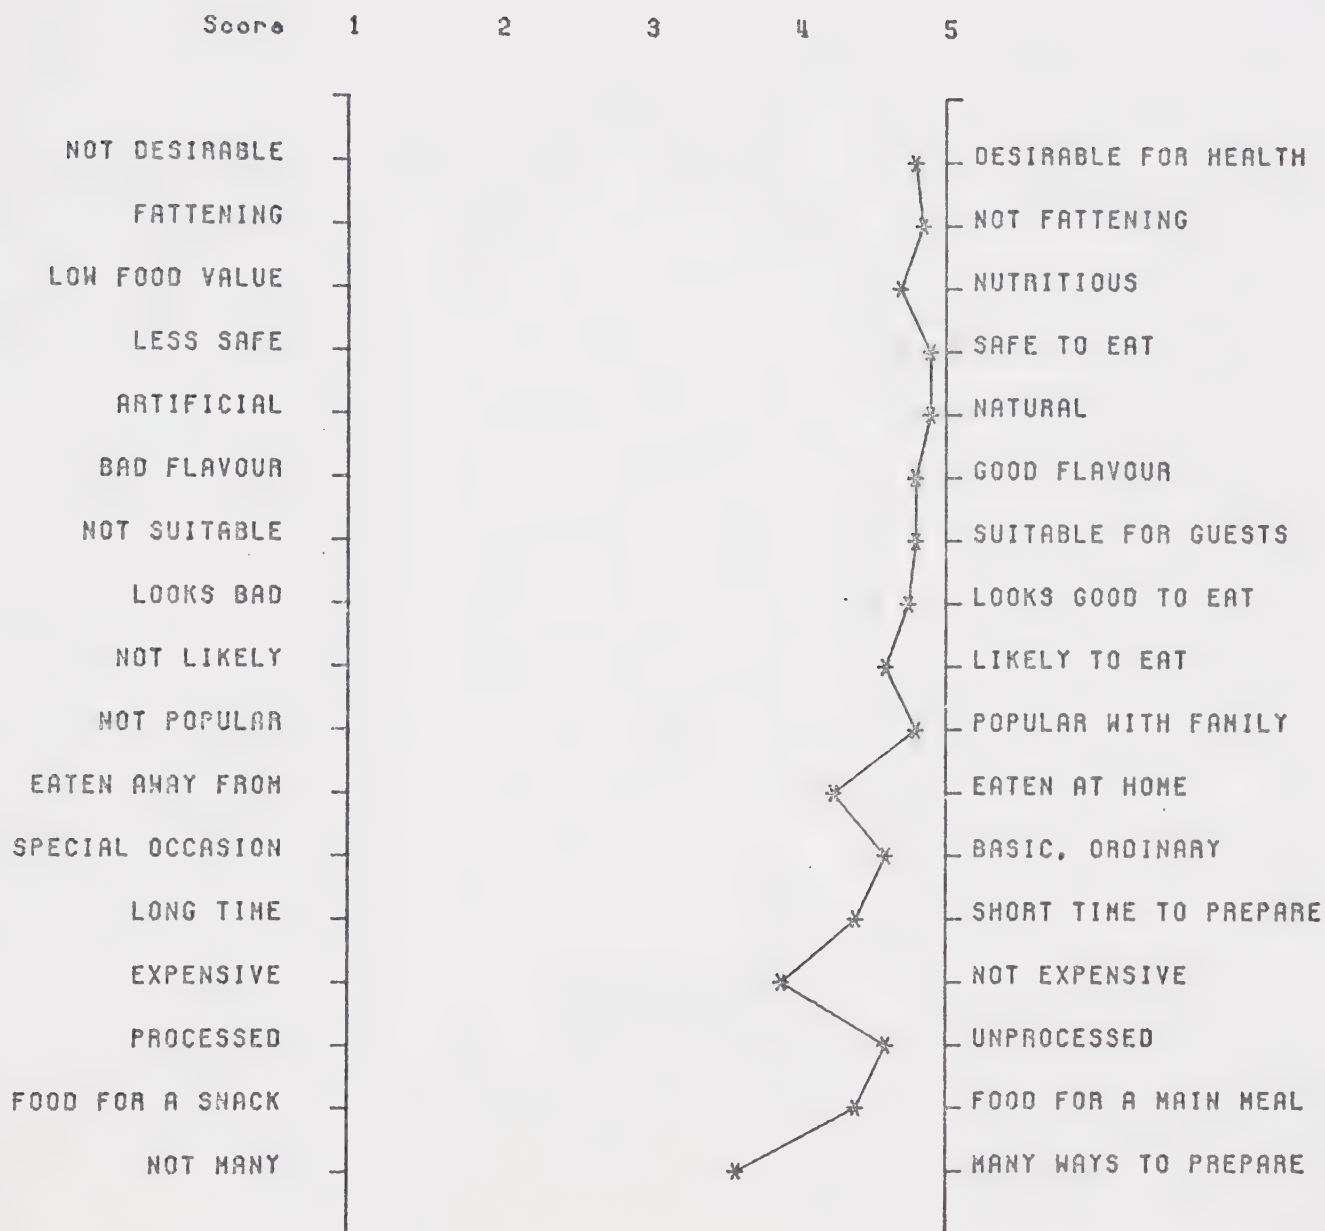 Score 1 2 3 4 5
NOT DESIRABLE DESIRABLE FOR HEALTH
FATTENING NOT FATTENING
LOW FOOD VALUE NUTRITIOUS
LESS SAFE SAFE TO EAT
ARTIFICIAL NATURAL
BAD FLAVOUR GOOD FLAVOUR
NOT SUITABLE SUITABLE FOR GUESTS
LOOKS BAD LOOKS GOOD TO EAT
NOT LIKELY LIKELY TO EAT
NOT POPULAR POPULAR WITH FAMILY
EATEN AWAY FROM EATEN AT HOME
SPECIAL OCCASION BASIC, ORDINARY
LONG TIME SHORT TIME TO PREPARE
EXPENSIVE NOT EXPENSIVE
PROCESSED UNPROCESSED
FOOD FOR A SNACK FOOD FOR A MAIN MEAL
NOT MANY MANY WAYS TO PREPARE